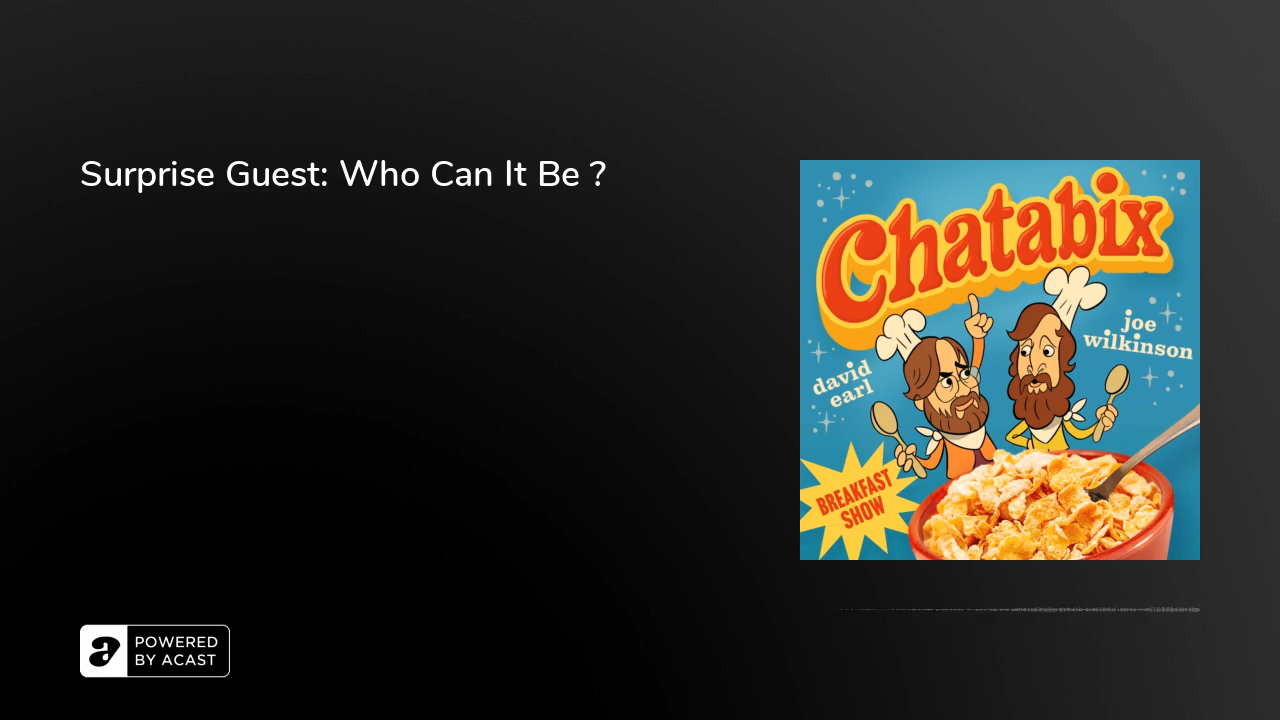 Surprise Guest: Who Can It Be ?
Chatabix
joe
wilkinson
david
earl
BREAKFAST
SHOW
POWERED
BY ACAST